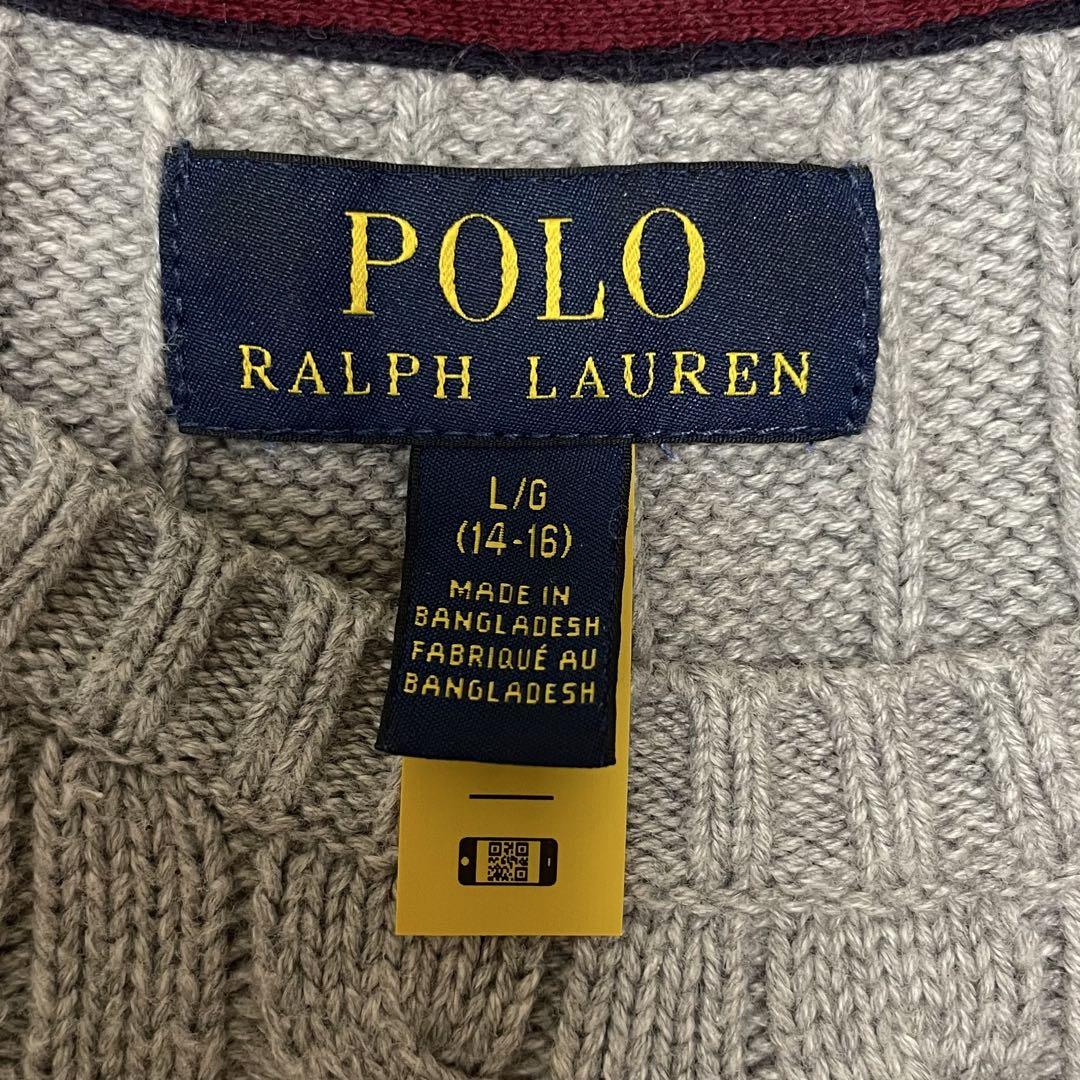 POLO
RALPH LAUREN
L/G
(14-16)
MADE IN
BANGLADESH
FABRIQUÉ AU
BANGLADESH